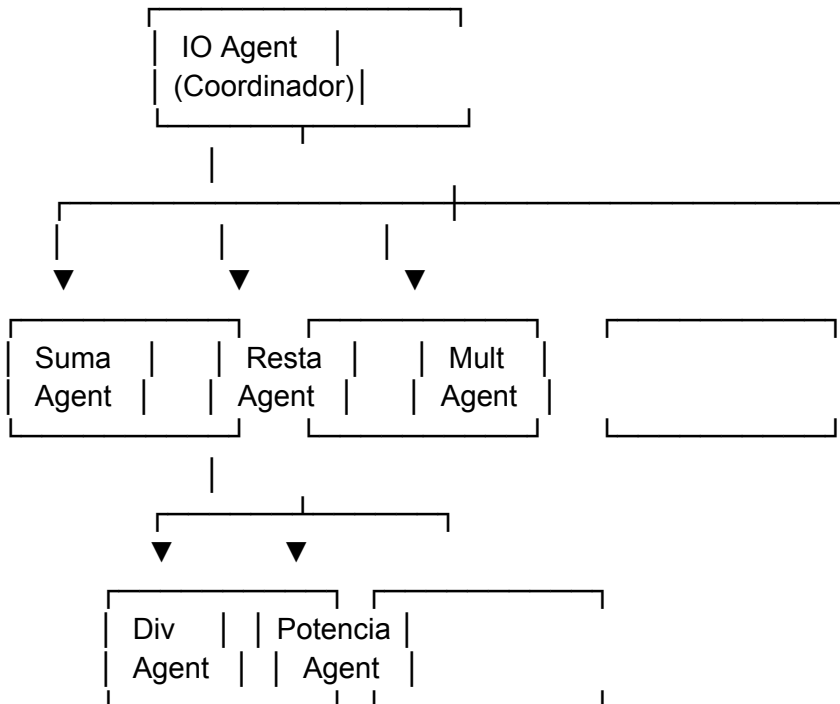 IO Agent
(Coordinador)
Suma Resta Mult
Agent Agent Agent
Div Potencia
Agent Agent